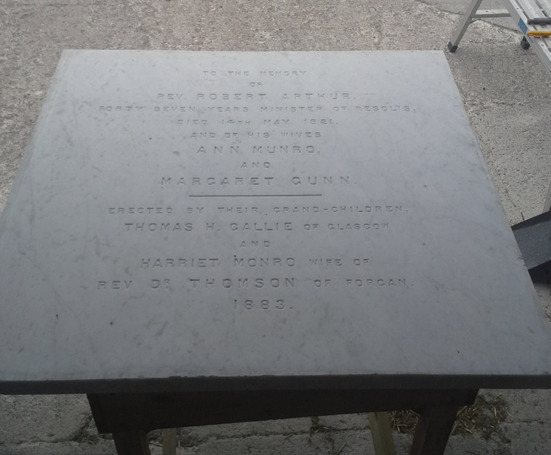 TO THE MEMORY
OF
REV. ROBERT ARTHUR
FORTY SEVEN YEARS MINISTER OF RESOLIS,
DIED 14TH MAY,
AND OF HIS WIVES
ANN MUNRO,
AND
MARGARET GUNN.
ERECTED BY THEIR GRAND-CHILDREN,
THOMAS H. GALLIE OF GLASGOW
AND
HARRIET MONRO WIFE OF
REV. DR THOMSON OF FORGAN.
1883.